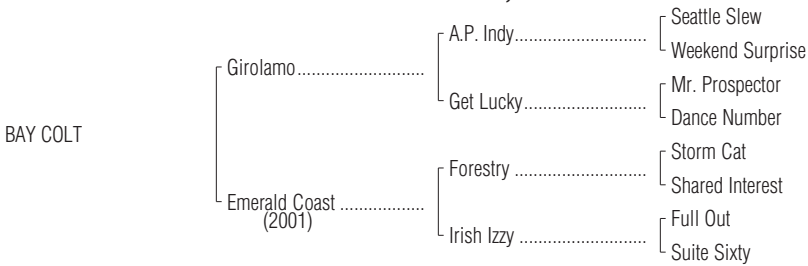 Seattle Slew
A.P. Indy............................
Weekend Surprise
Girolamo..........................
Mr. Prospector
Get Lucky..........................
Dance Number
BAY COLT
Storm Cat
Forestry ...........................
Shared Interest
Emerald Coast .................
(2001)
Full Out
Irish Izzy ..........................
Suite Sixty